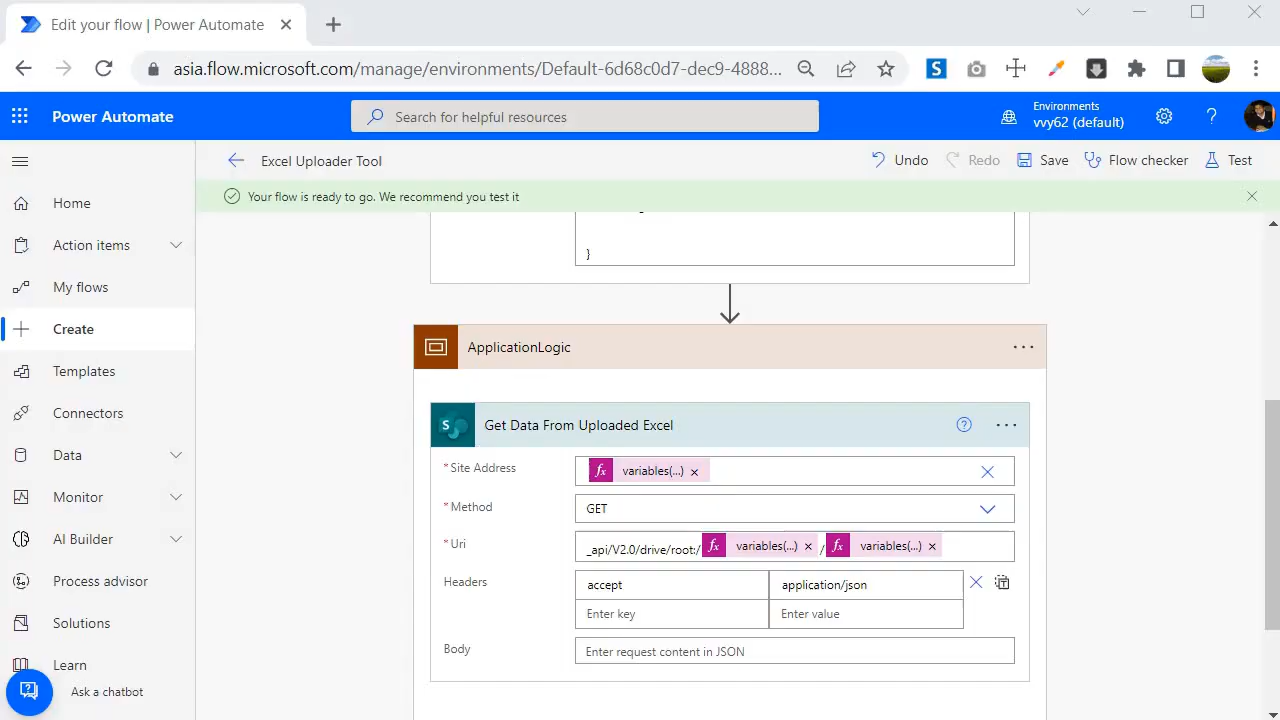 Edit your flow | Power Automate
asia.flow.microsoft.com/manage/environments/Default-6d68c0d7-dec9-4888...
Power Automate
Search for helpful resources
Environments
vvy62 (default)
Excel Uploader Tool
Undo
Redo
Save
Flow checker
Test
Your flow is ready to go. We recommend you test it
Home
Action items
My flows
Create
Templates
Connectors
Data
Monitor
AI Builder
Process advisor
Solutions
Learn
Ask a chatbot
}
ApplicationLogic
S
Get Data From Uploaded Excel
* Site Address
fx variables(...) ×
* Method
GET
* Uri
_api/V2.0/drive/root:/ fx variables(...) × / fx variables(...) ×
Headers
accept
application/json
Enter key
Enter value
Body
Enter request content in JSON